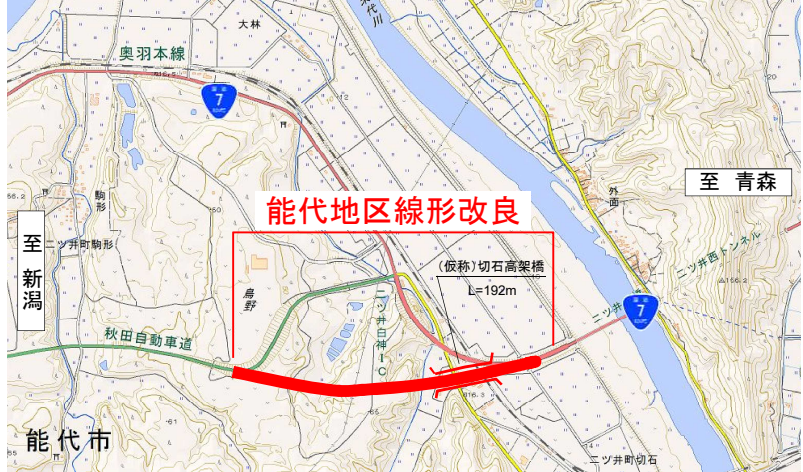 大林
米代川
奥羽本線
7
能代地区線形改良
至 青森
外面
駒形
二ツ井町駒形
至 新潟
(仮称)切石高架橋
L=192m
鳥野
二ツ井白神IC
二ツ井西トンネル
7
秋田自動車道
能代市
二ツ井町切石